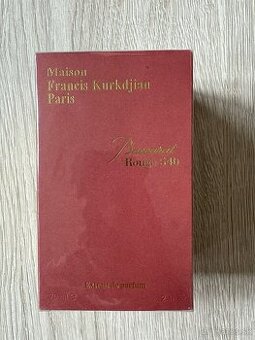 Maison
Francis Kurkdjian
Paris
Baccarat
Rouge 540
Extrait de parfum